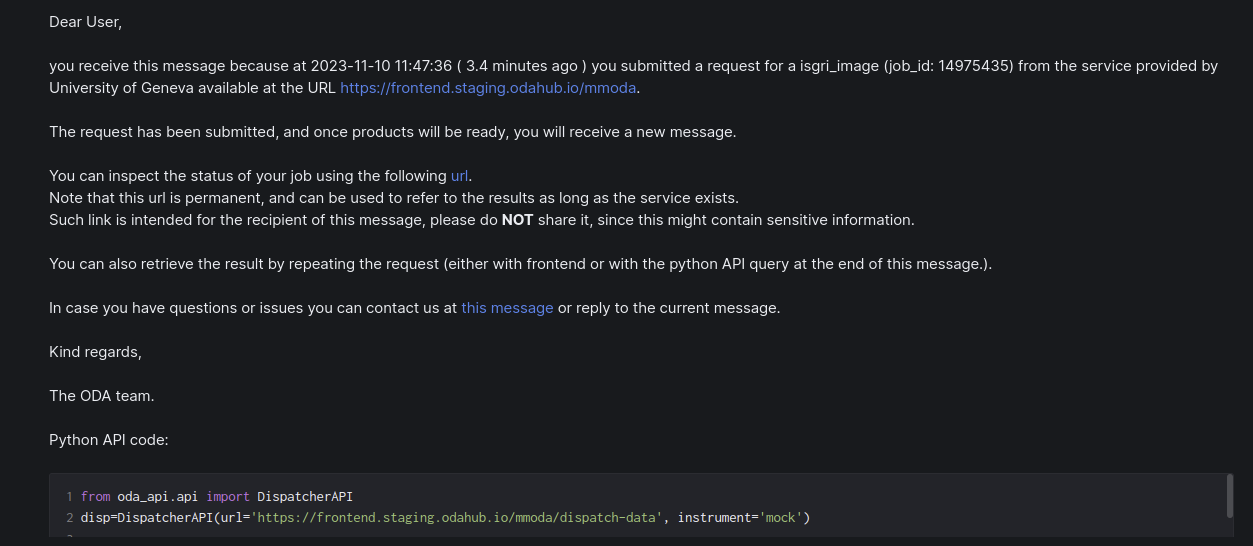 Dear User,
you receive this message because at 2023-11-10 11:47:36 ( 3.4 minutes ago ) you submitted a request for a isgri_image (job_id: 14975435) from the service provided by
University of Geneva available at the URL https://frontend.staging.odahub.io/mmoda.
The request has been submitted, and once products will be ready, you will receive a new message.
You can inspect the status of your job using the following url.
Note that this url is permanent, and can be used to refer to the results as long as the service exists.
Such link is intended for the recipient of this message, please do NOT share it, since this might contain sensitive information.
You can also retrieve the result by repeating the request (either with frontend or with the python API query at the end of this message.).
In case you have questions or issues you can contact us at this message or reply to the current message.
Kind regards,
The ODA team.
Python API code:
1 from oda_api.api import DispatcherAPI
2 disp=DispatcherAPI(url='https://frontend.staging.odahub.io/mmoda/dispatch-data', instrument='mock')